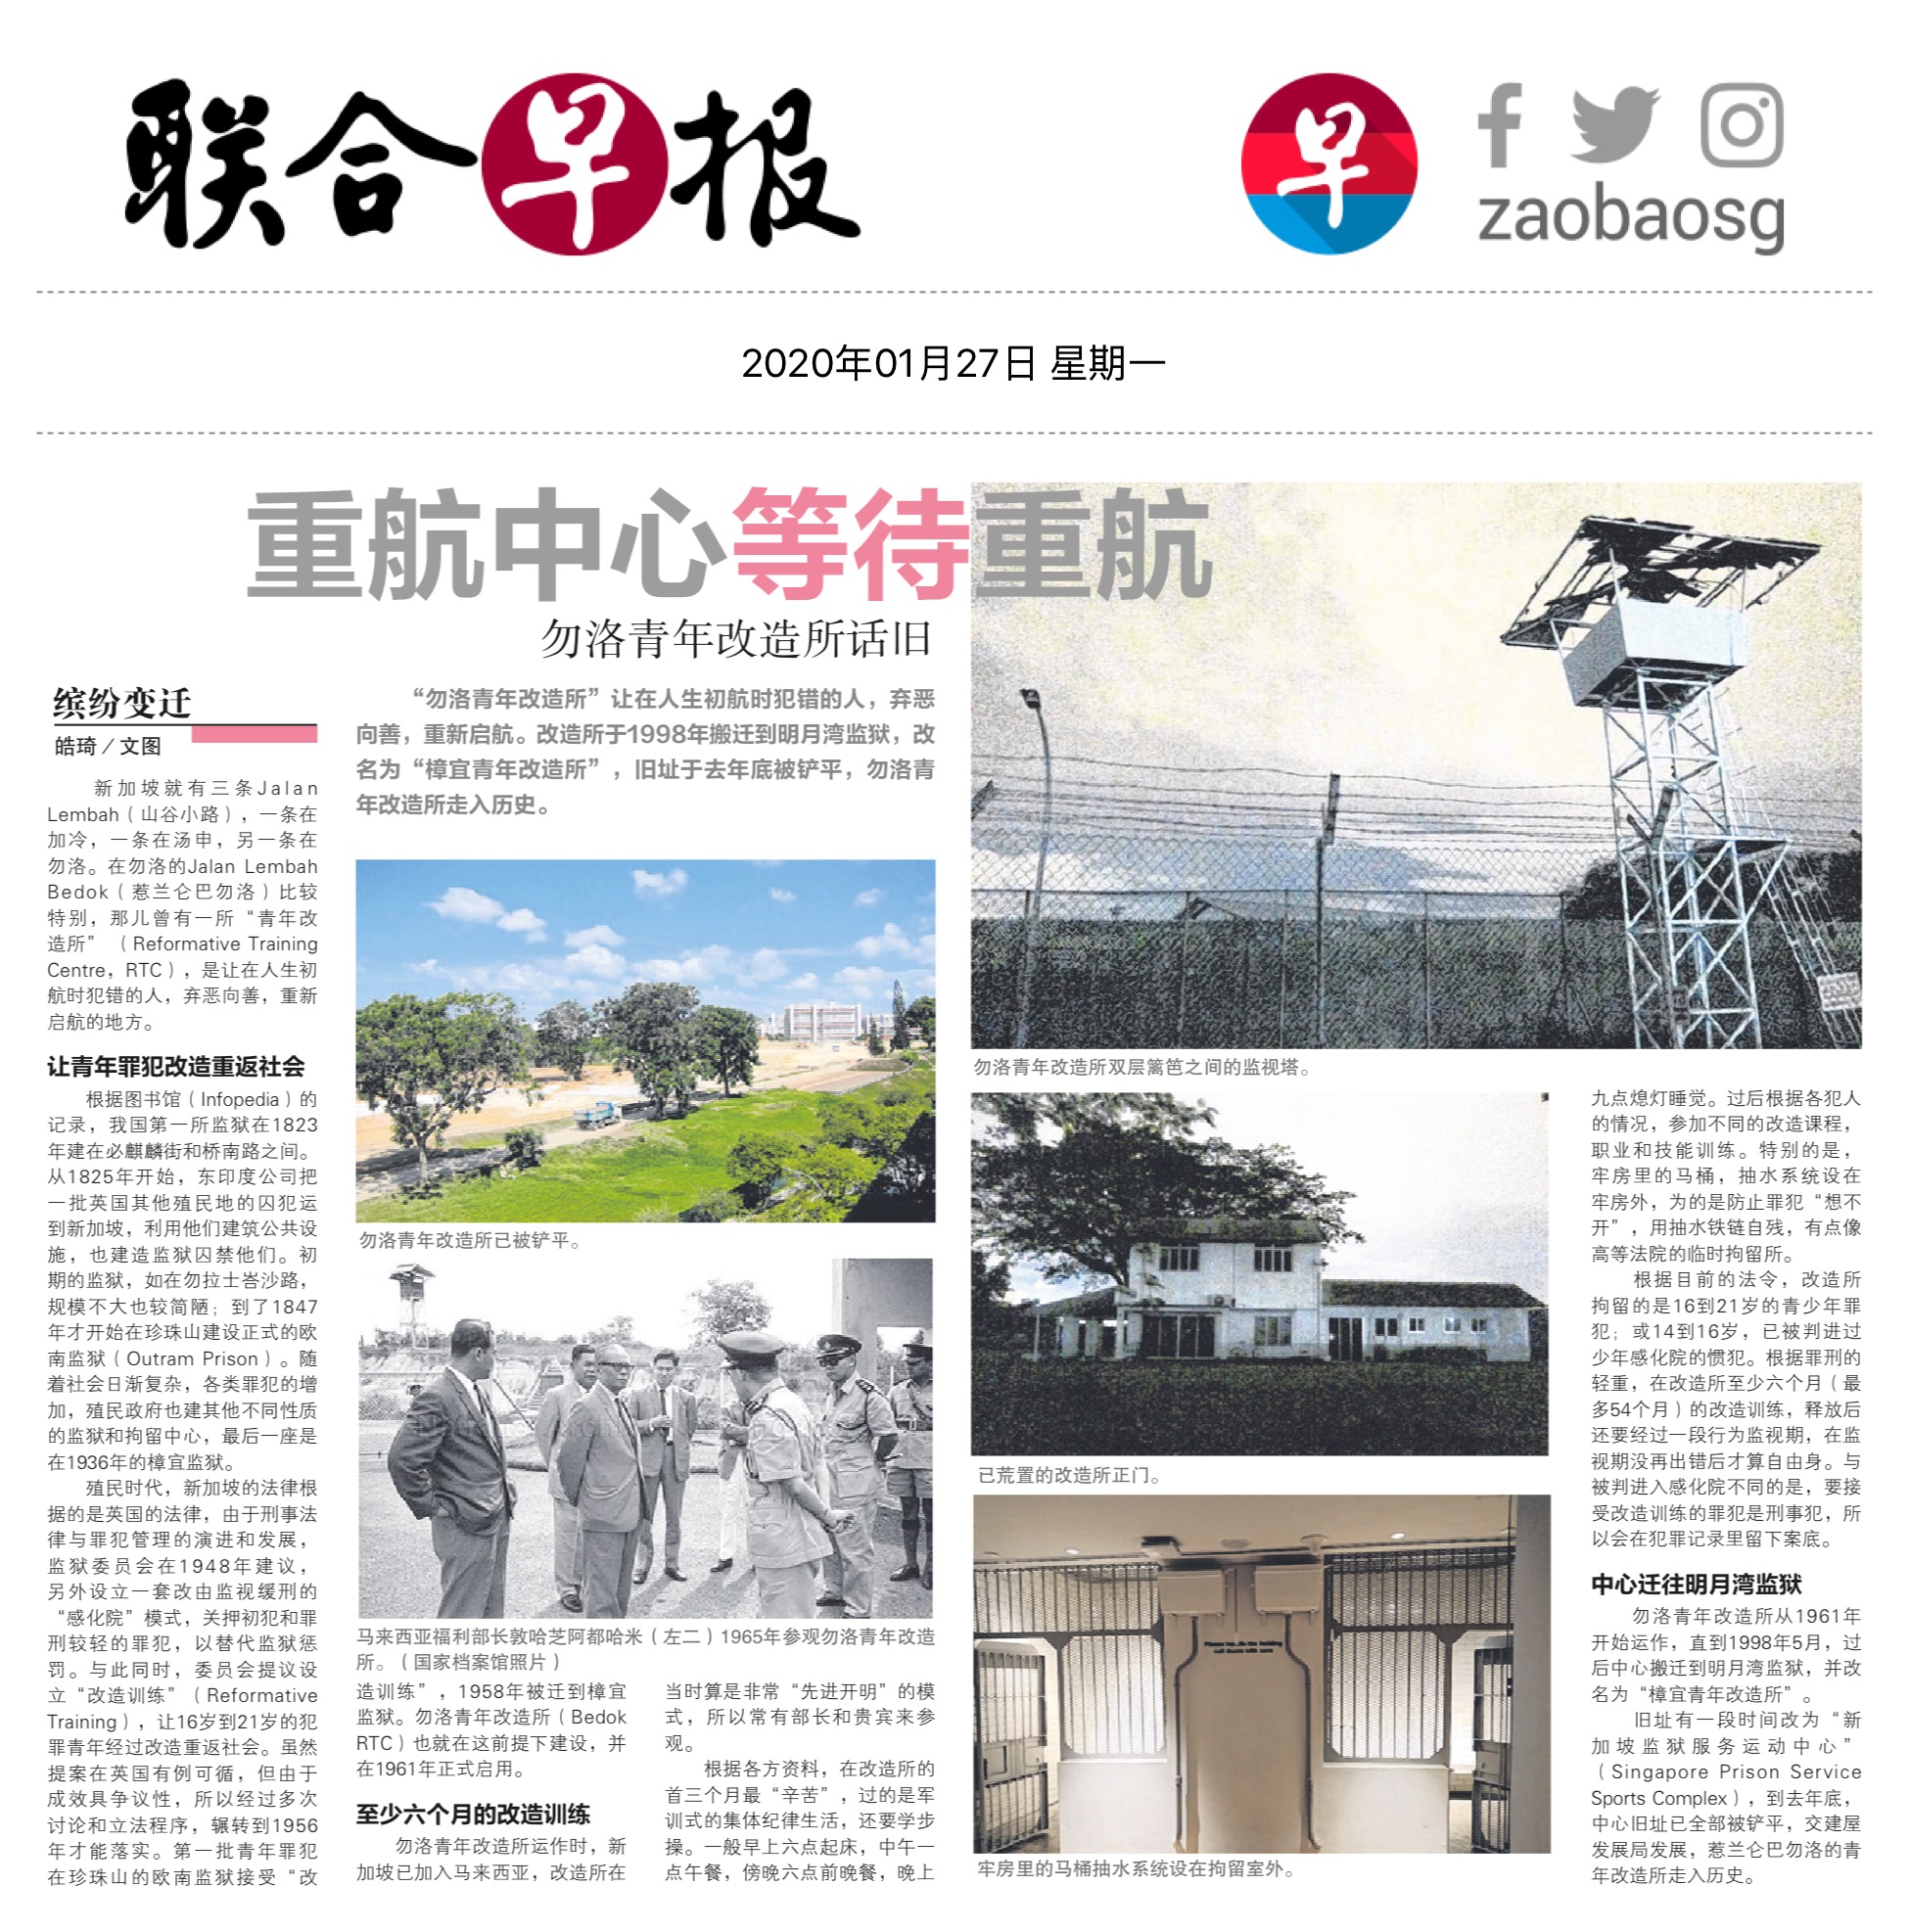 联合早报
早
zaobaosg
2020年01月27日 星期一
重航中心等待重航
勿洛青年改造所话旧
缤纷变迁
皓琦／文图
“勿洛青年改造所”让在人生初航时犯错的人，弃恶
向善，重新启航。改造所于1998年搬迁到明月湾监狱，改
名为“樟宜青年改造所”，旧址于去年底被铲平，勿洛青
年改造所走入历史。
新加坡就有三条Jalan
Lembah（山谷小路），一条在
加冷，一条在汤申，另一条在
勿洛。在勿洛的Jalan Lembah
Bedok（惹兰仑巴勿洛）比较
特别，那儿曾有一所“青年改
造所”（Reformative Training
Centre，RTC），是让在人生初
航时犯错的人，弃恶向善，重新
启航的地方。
让青年罪犯改造重返社会
根据图书馆（Infopedia）的
记录，我国第一所监狱在1823
年建在必麒麟街和桥南路之间。
从1825年开始，东印度公司把
一批英国其他殖民地的囚犯运
到新加坡，利用他们建筑公共设
施，也建造监狱囚禁他们。初
期的监狱，如在勿拉士峇沙路，
规模不大也较简陋；到了1847
年才开始在珍珠山建设正式的欧
南监狱（Outram Prison）。随
着社会日渐复杂，各类罪犯的增
加，殖民政府也建其他不同性质
的监狱和拘留中心，最后一座是
在1936年的樟宜监狱。
殖民时代，新加坡的法律根
据的是英国的法律，由于刑事法
律与罪犯管理的演进和发展，
监狱委员会在1948年建议，
另外设立一套改由监视缓刑的
“感化院”模式，关押初犯和罪
刑较轻的罪犯，以替代监狱惩
罚。与此同时，委员会提议设
立“改造训练”（Reformative
Training），让16岁到21岁的犯
罪青年经过改造重返社会。虽然
提案在英国有例可循，但由于
成效具争议性，所以经过多次
讨论和立法程序，辗转到1956
年才能落实。第一批青年罪犯
在珍珠山的欧南监狱接受“改
勿洛青年改造所已被铲平。
马来西亚福利部长敦哈芝阿都哈米（左二）1965年参观勿洛青年改造
所。（国家档案馆照片）
造训练”，1958年被迁到樟宜
监狱。勿洛青年改造所（Bedok
RTC）也就在这前提下建设，并
在1961年正式启用。
至少六个月的改造训练
勿洛青年改造所运作时，新
加坡已加入马来西亚，改造所在
当时算是非常“先进开明”的模
式，所以常有部长和贵宾来参
观。
根据各方资料，在改造所的
首三个月最“辛苦”，过的是军
训式的集体纪律生活，还要学步
操。一般早上六点起床，中午一
点午餐，傍晚六点前晚餐，晚上
勿洛青年改造所双层篱笆之间的监视塔。
已荒置的改造所正门。
牢房里的马桶抽水系统设在拘留室外。
九点熄灯睡觉。过后根据各犯人
的情况，参加不同的改造课程，
职业和技能训练。特别的是，
牢房里的马桶，抽水系统设在
牢房外，为的是防止罪犯“想不
开”，用抽水铁链自残，有点像
高等法院的临时拘留所。
根据目前的法令，改造所
拘留的是16到21岁的青少年罪
犯；或14到16岁，已被判进过
少年感化院的惯犯。根据罪刑的
轻重，在改造所至少六个月（最
多54个月）的改造训练，释放后
还要经过一段行为监视期，在监
视期没再出错后才算自由身。与
被判进入感化院不同的是，要接
受改造训练的罪犯是刑事犯，所
以会在犯罪记录里留下案底。
中心迁往明月湾监狱
勿洛青年改造所从1961年
开始运作，直到1998年5月，过
后中心搬迁到明月湾监狱，并改
名为“樟宜青年改造所”。
旧址有一段时间改为“新
加坡监狱服务运动中心”
（Singapore Prison Service
Sports Complex），到去年底，
中心旧址已全部被铲平，交建屋
发展局发展，惹兰仑巴勿洛的青
年改造所走入历史。